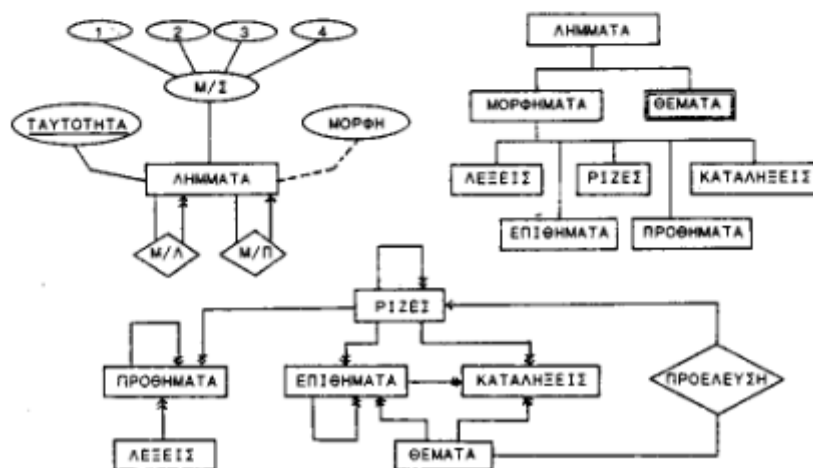 1 2 3 4
Μ/Σ
ΤΑΥΤΟΤΗΤΑ
ΜΟΡΦΗ
ΛΗΜΜΑΤΑ
Μ/Λ Μ/Π
ΛΗΜΜΑΤΑ
ΜΟΡΦΗΜΑΤΑ ΘΕΜΑΤΑ
ΛΕΞΕΙΣ ΡΙΖΕΣ ΚΑΤΑΛΗΞΕΙΣ
ΕΠΙΘΗΜΑΤΑ ΠΡΟΘΗΜΑΤΑ
ΡΙΖΕΣ
ΠΡΟΘΗΜΑΤΑ ΕΠΙΘΗΜΑΤΑ ΚΑΤΑΛΗΞΕΙΣ ΠΡΟΕΛΕΥΣΗ
ΛΕΞΕΙΣ ΘΕΜΑΤΑ